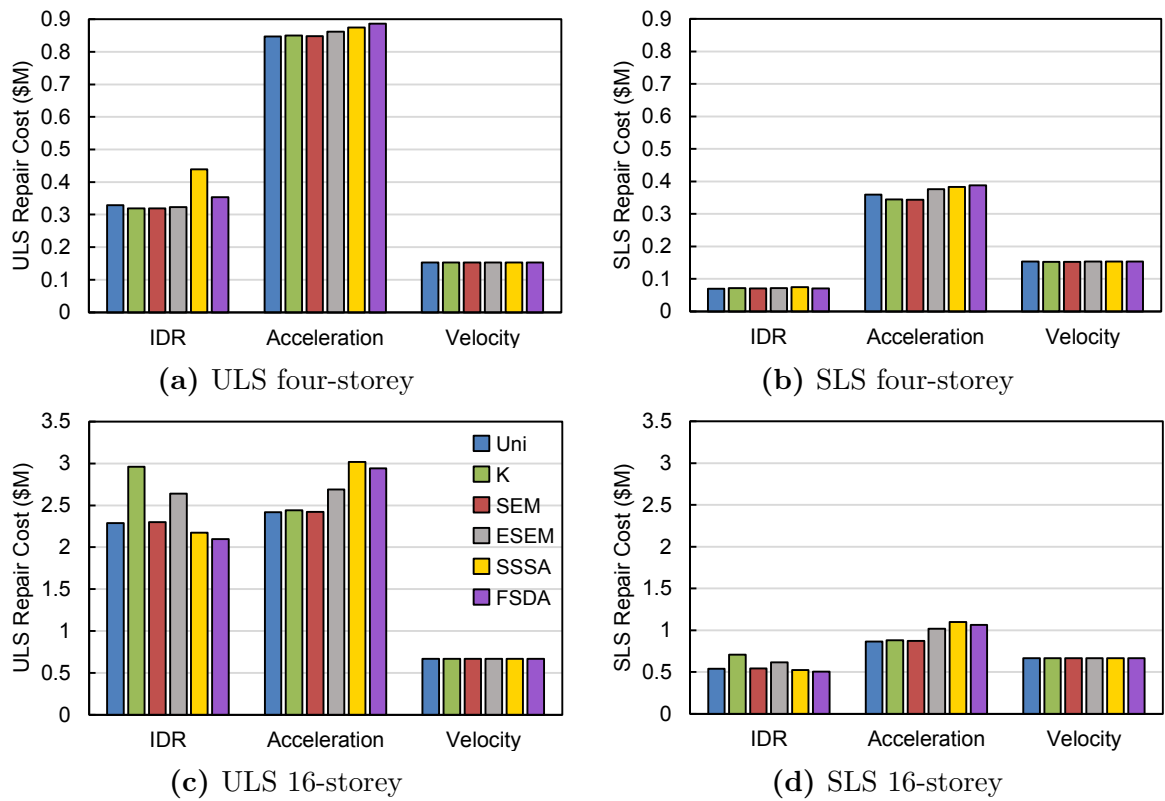 ULS Repair Cost ($M)
0.9
0.8
0.7
0.6
0.5
0.4
0.3
0.2
0.1
0
IDR Acceleration Velocity
(a) ULS four-storey
SLS Repair Cost ($M)
0.9
0.8
0.7
0.6
0.5
0.4
0.3
0.2
0.1
0
IDR Acceleration Velocity
(b) SLS four-storey
ULS Repair Cost ($M)
3.5
3
2.5
2
1.5
1
0.5
0
Uni
K
SEM
ESEM
SSSA
FSDA
IDR Acceleration Velocity
(c) ULS 16-storey
SLS Repair Cost ($M)
3.5
3
2.5
2
1.5
1
0.5
0
IDR Acceleration Velocity
(d) SLS 16-storey